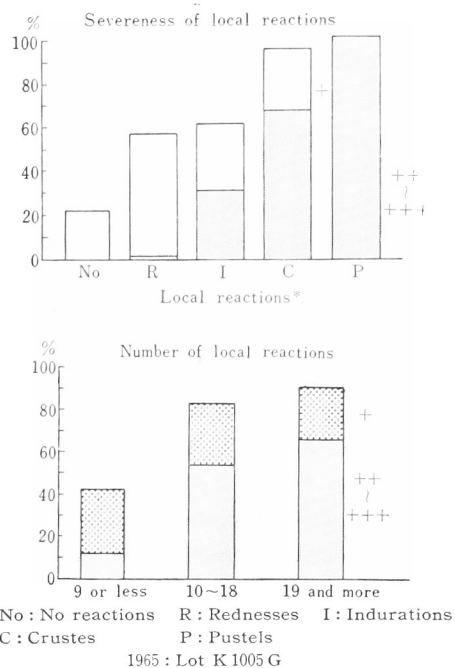 Severeness of local reactions
%
100
80
60
40
20
0
+
++
~
+++
No R I C P
Local reactions*
Number of local reactions
%
100
80
60
40
20
0
+
++
~
+++
9 or less 10~18 19 and more
No : No reactions R : Rednesses I : Indurations
C : Crustes P : Pustels
1965 : Lot K 1005 G